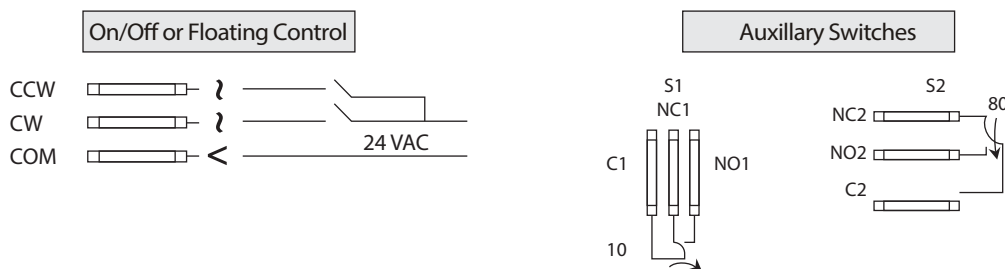 On/Off or Floating Control
CCW
CW
COM
24 VAC
Auxillary Switches
S1
NC1
C1
NO1
10
S2
NC2
80
NO2
C2